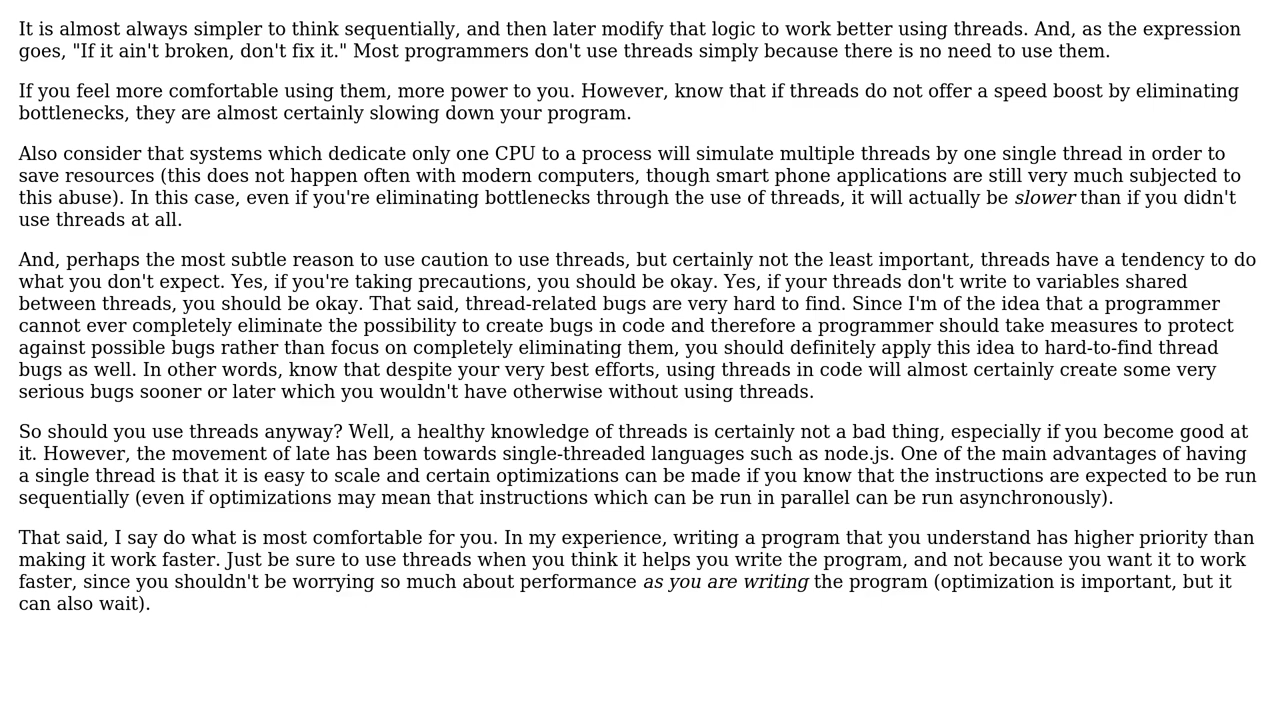 It is almost always simpler to think sequentially, and then later modify that logic to work better using threads. And, as the expression
goes, "If it ain't broken, don't fix it." Most programmers don't use threads simply because there is no need to use them.
If you feel more comfortable using them, more power to you. However, know that if threads do not offer a speed boost by eliminating
bottlenecks, they are almost certainly slowing down your program.
Also consider that systems which dedicate only one CPU to a process will simulate multiple threads by one single thread in order to
save resources (this does not happen often with modern computers, though smart phone applications are still very much subjected to
this abuse). In this case, even if you're eliminating bottlenecks through the use of threads, it will actually be slower than if you didn't
use threads at all.
And, perhaps the most subtle reason to use caution to use threads, but certainly not the least important, threads have a tendency to do
what you don't expect. Yes, if you're taking precautions, you should be okay. Yes, if your threads don't write to variables shared
between threads, you should be okay. That said, thread-related bugs are very hard to find. Since I'm of the idea that a programmer
cannot ever completely eliminate the possibility to create bugs in code and therefore a programmer should take measures to protect
against possible bugs rather than focus on completely eliminating them, you should definitely apply this idea to hard-to-find thread
bugs as well. In other words, know that despite your very best efforts, using threads in code will almost certainly create some very
serious bugs sooner or later which you wouldn't have otherwise without using threads.
So should you use threads anyway? Well, a healthy knowledge of threads is certainly not a bad thing, especially if you become good at
it. However, the movement of late has been towards single-threaded languages such as node.js. One of the main advantages of having
a single thread is that it is easy to scale and certain optimizations can be made if you know that the instructions are expected to be run
sequentially (even if optimizations may mean that instructions which can be run in parallel can be run asynchronously).
That said, I say do what is most comfortable for you. In my experience, writing a program that you understand has higher priority than
making it work faster. Just be sure to use threads when you think it helps you write the program, and not because you want it to work
faster, since you shouldn't be worrying so much about performance as you are writing the program (optimization is important, but it
can also wait).